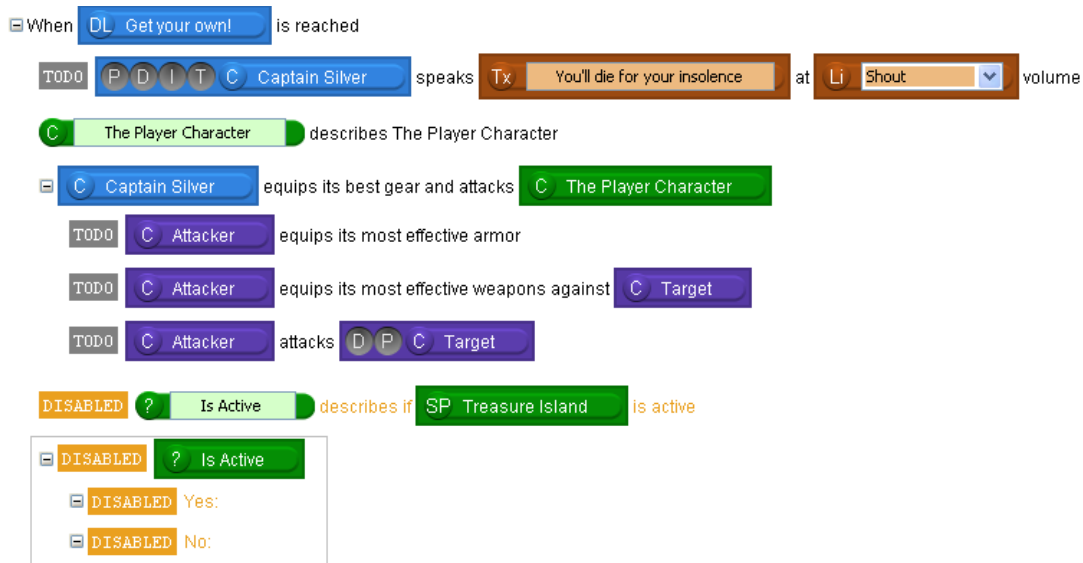 When DL Get your own! is reached
TODO P D I T C Captain Silver speaks Tx You'll die for your insolence at Li Shout volume
C The Player Character describes The Player Character
C Captain Silver equips its best gear and attacks C The Player Character
TODO C Attacker equips its most effective armor
TODO C Attacker equips its most effective weapons against C Target
TODO C Attacker attacks D P C Target
DISABLED ? Is Active describes if SP Treasure Island is active
DISABLED ? Is Active
DISABLED Yes:
DISABLED No: